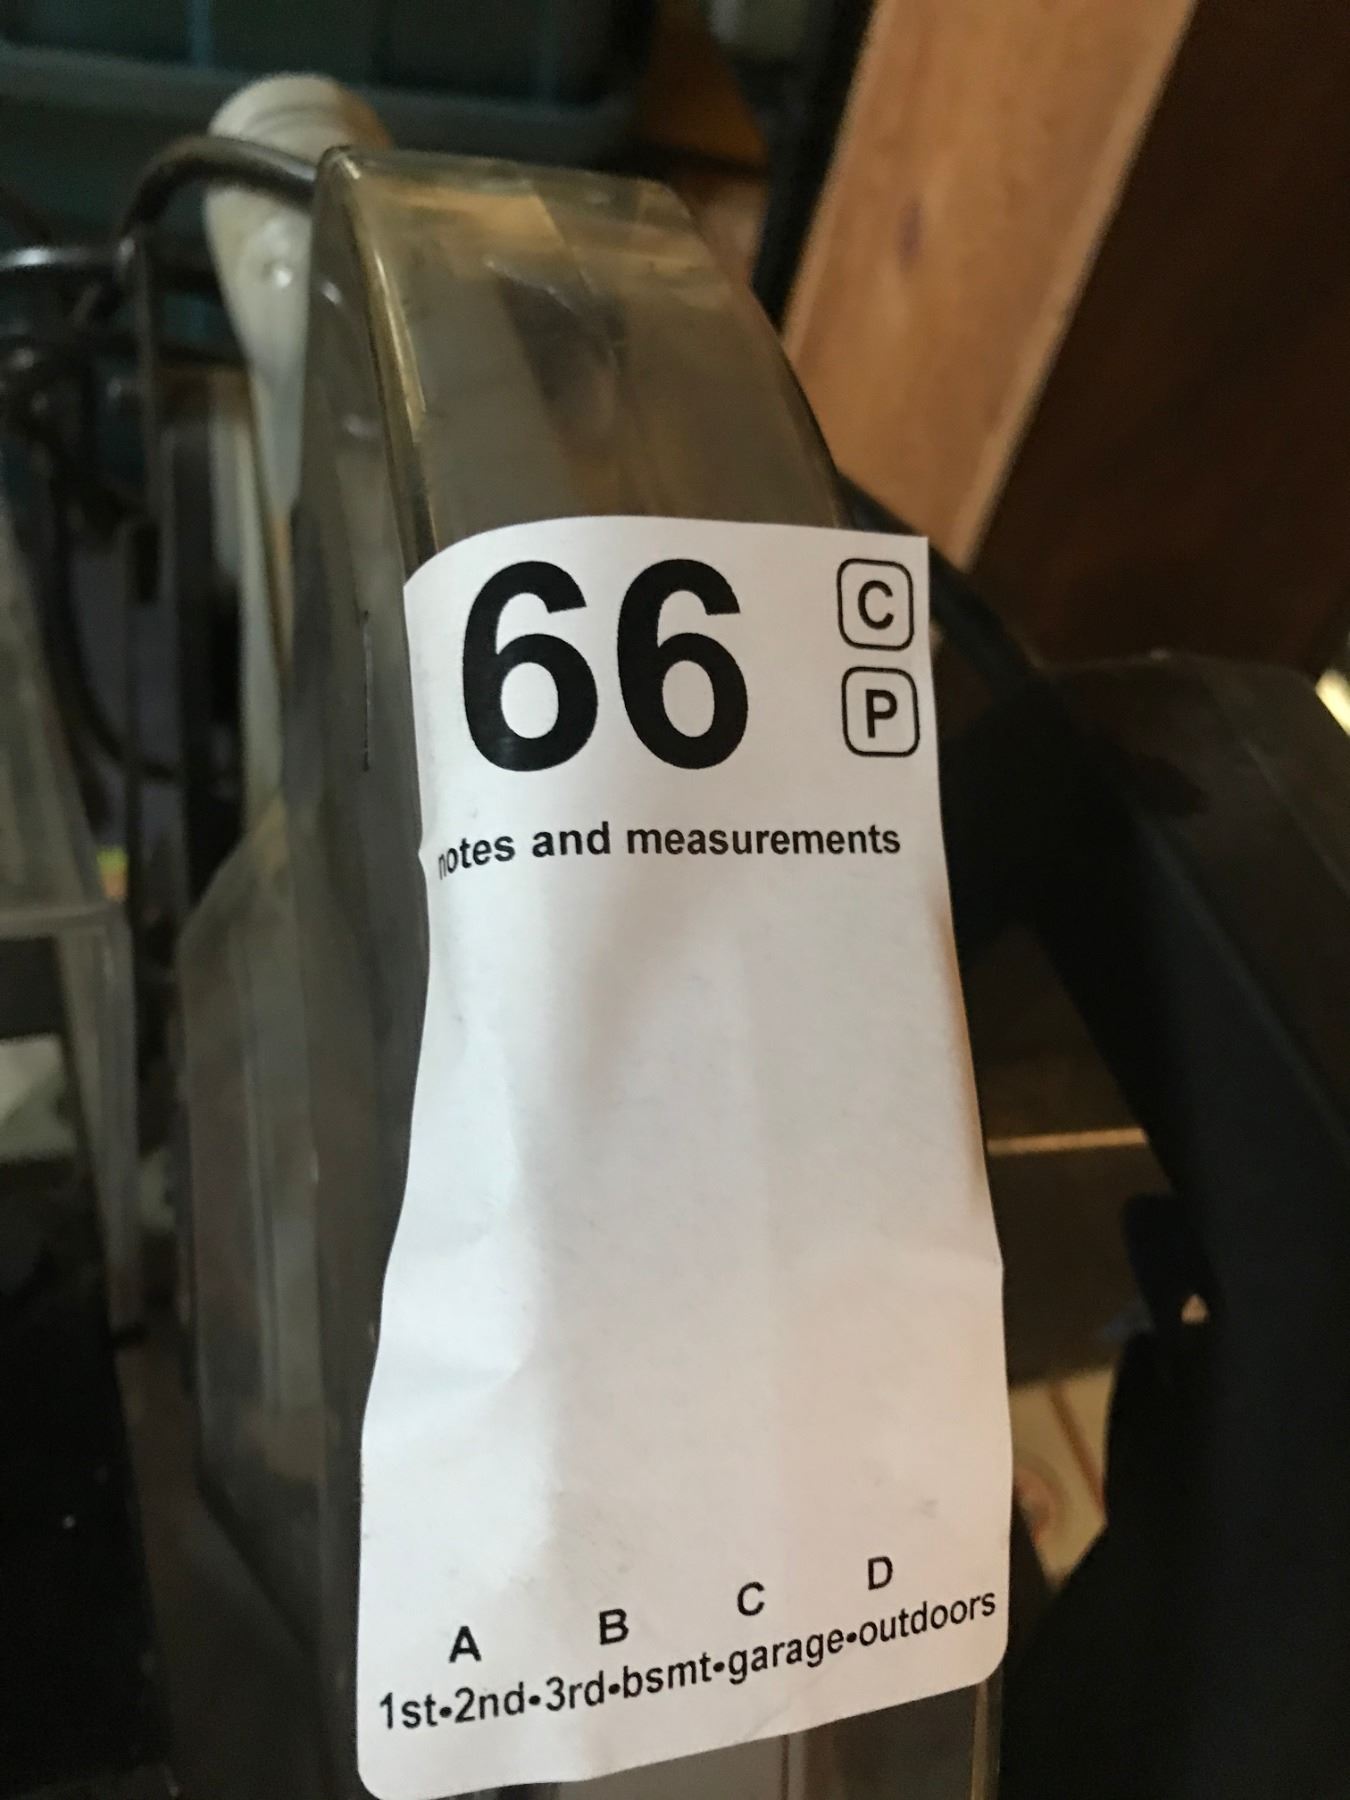 66 C
P
notes and measurements
A B C D
1st•2nd•3rd•bsmt•garage•outdoors